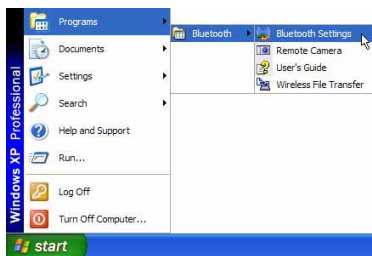 Windows XP Professional
Programs
Documents
Settings
Search
Help and Support
Run...
Log Off
Turn Off Computer...
Bluetooth
Bluetooth Settings
Remote Camera
User's Guide
Wireless File Transfer
start